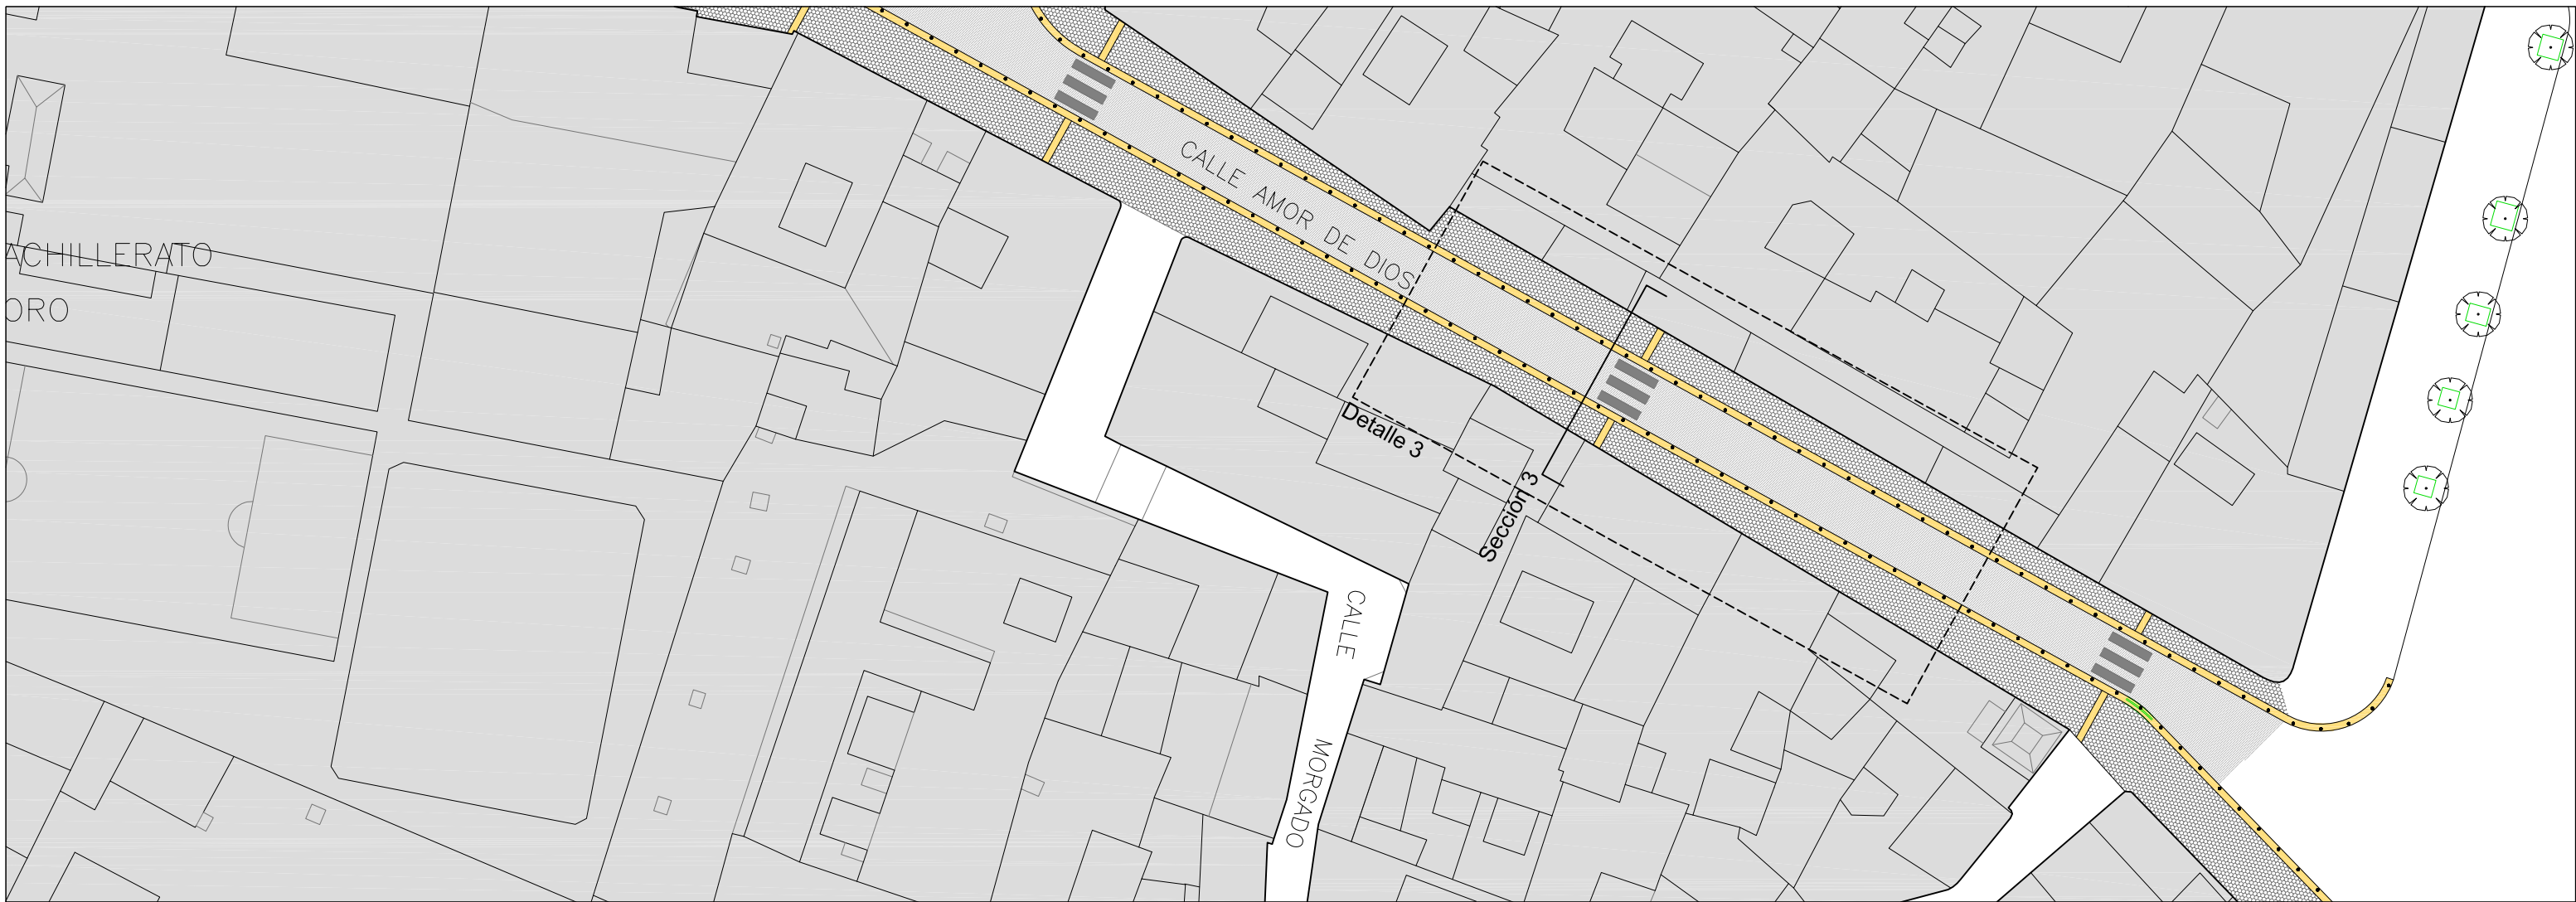 CALLE AMOR DE DIOS
ACHILLERATO
ORO
Detalle 3
Sección 3
CALLE
MORGADO